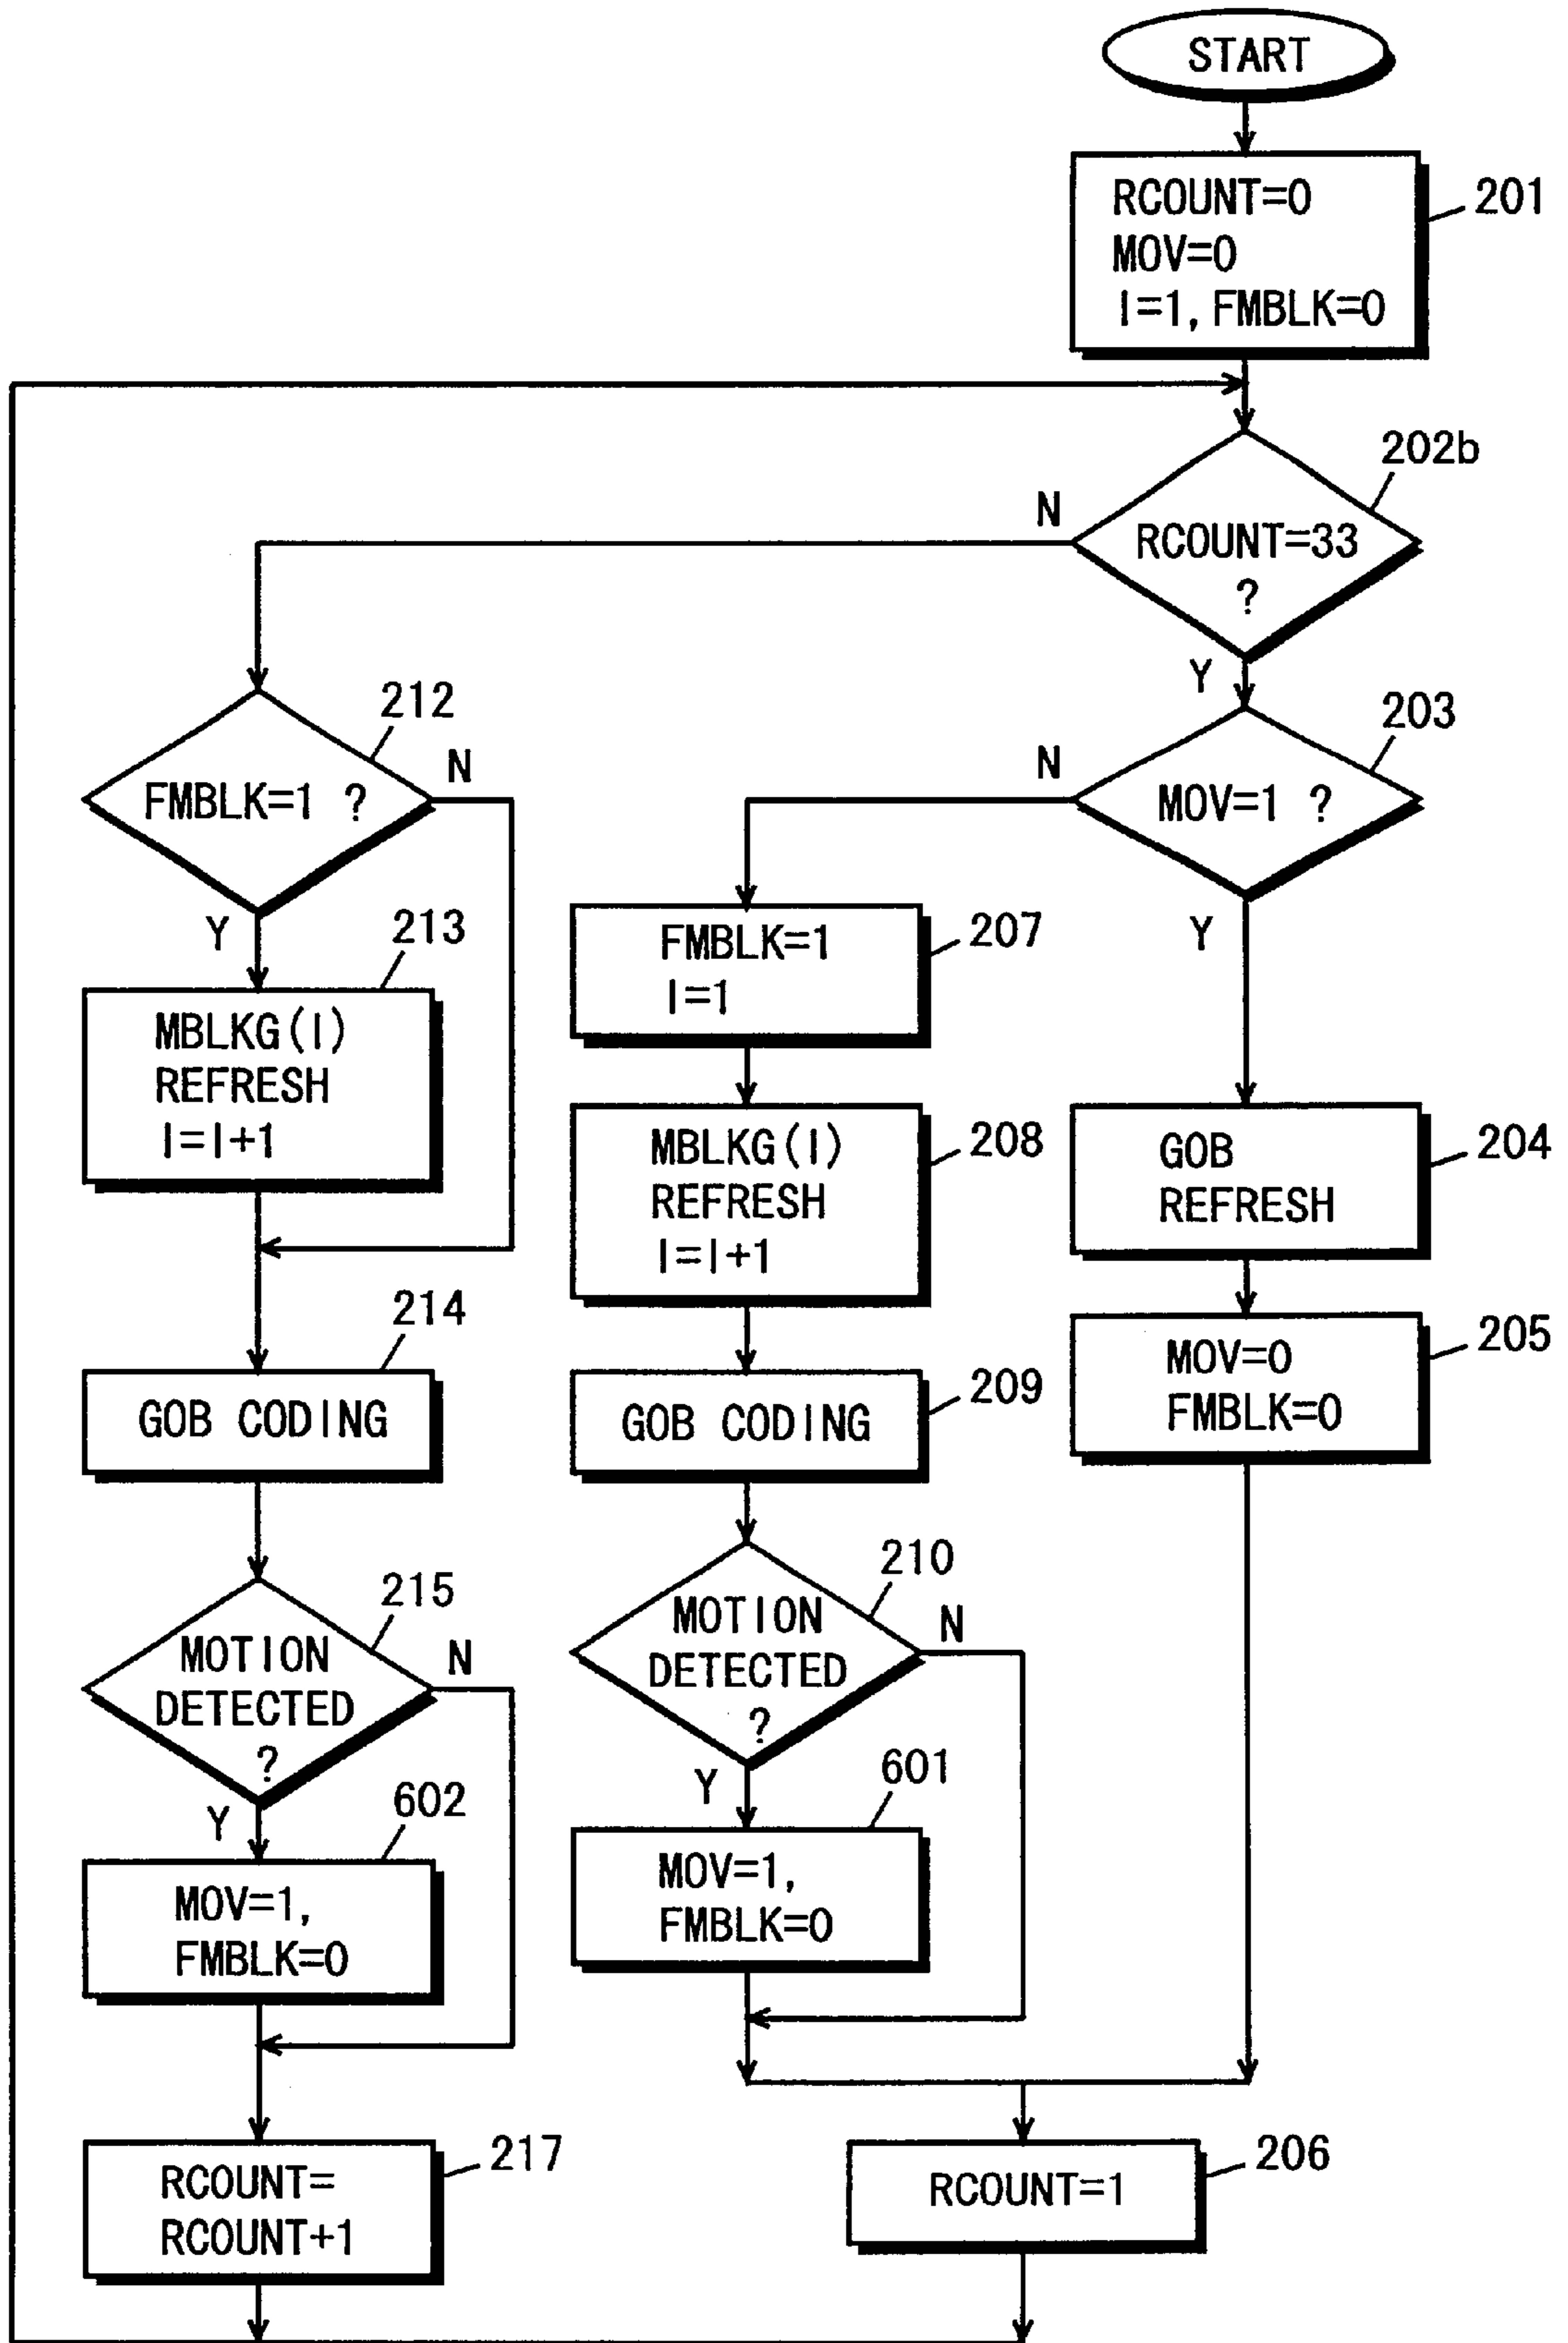 START
RCOUNT=0
MOV=0
I=1, FMBLK=0
201
202b
N
RCOUNT=33
?
Y
212
FMBLK=1 ?
N
Y
203
MOV=1 ?
N
Y
213
MBLKG(I)
REFRESH
I=I+1
207
FMBLK=1
I=1
208
MBLKG(I)
REFRESH
I=I+1
204
GOB
REFRESH
214
GOB CODING
209
GOB CODING
205
MOV=0
FMBLK=0
215
MOTION
DETECTED
?
N
Y
210
MOTION
DETECTED
?
N
Y
602
MOV=1,
FMBLK=0
601
MOV=1,
FMBLK=0
217
RCOUNT=
RCOUNT+1
206
RCOUNT=1